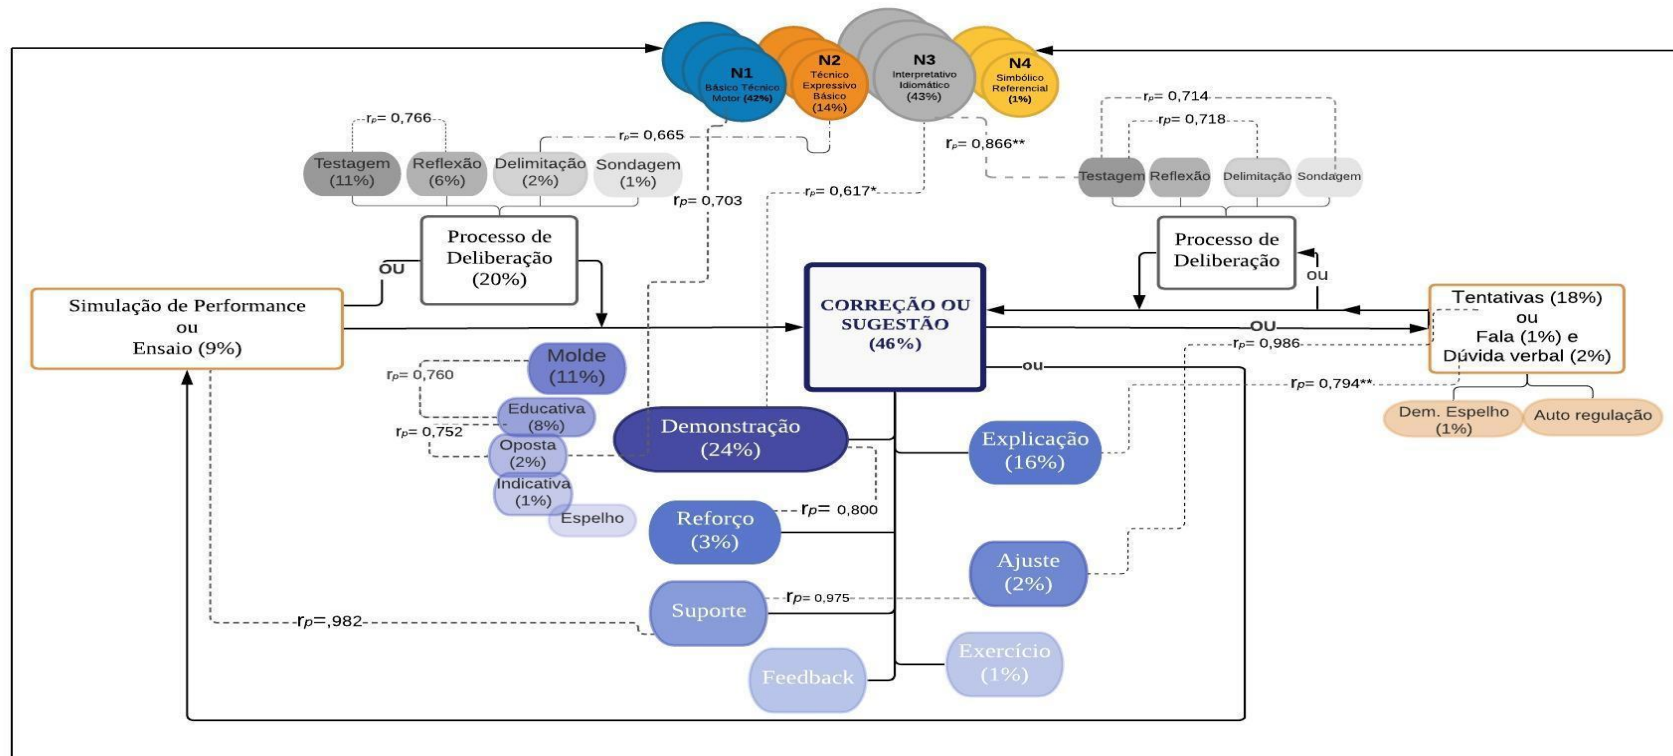 N1
Básico Técnico
Motor (42%)
N2
Técnico
Expressivo
Básico
(14%)
N3
Interpretativo
Idiomático
(43%)
N4
Simbólico
Referencial
(1%)
rp= 0,766
rp= 0,665
rp= 0,703
rp= 0,617*
rp= 0,866**
rp= 0,714
rp= 0,718
Testagem
(11%)
Reflexão
(6%)
Delimitação
(2%)
Sondagem
(1%)
Testagem
Reflexão
Delimitação
Sondagem
Processo de
Deliberação
(20%)
OU
Processo de
Deliberação
ou
Simulação de Performance
ou
Ensaio (9%)
CORREÇÃO OU
SUGESTÃO
(46%)
OU
ou
Tentativas (18%)
ou
Fala (1%) e
Dúvida verbal (2%)
rp= 0,986
rp= 0,794**
Dem. Espelho
(1%)
Auto regulação
Molde
(11%)
rp= 0,760
Educativa
(8%)
rp= 0,752
Oposta
(2%)
Indicativa
(1%)
Espelho
Demonstração
(24%)
Explicação
(16%)
Reforço
(3%)
rp= 0,800
Ajuste
(2%)
Suporte
rp= 0,975
rp=,982
Feedback
Exercício
(1%)